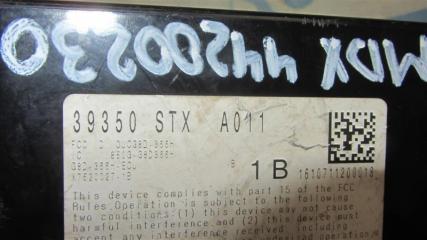 MDX 44200230
39350 STX A011
1B 1610711200018
This device complies with part 15 of the FCC
Rules.Operation is subject to the following
two conditions:(1) this device may not cause
harmful interference and (2) this device must
accept any interference received including